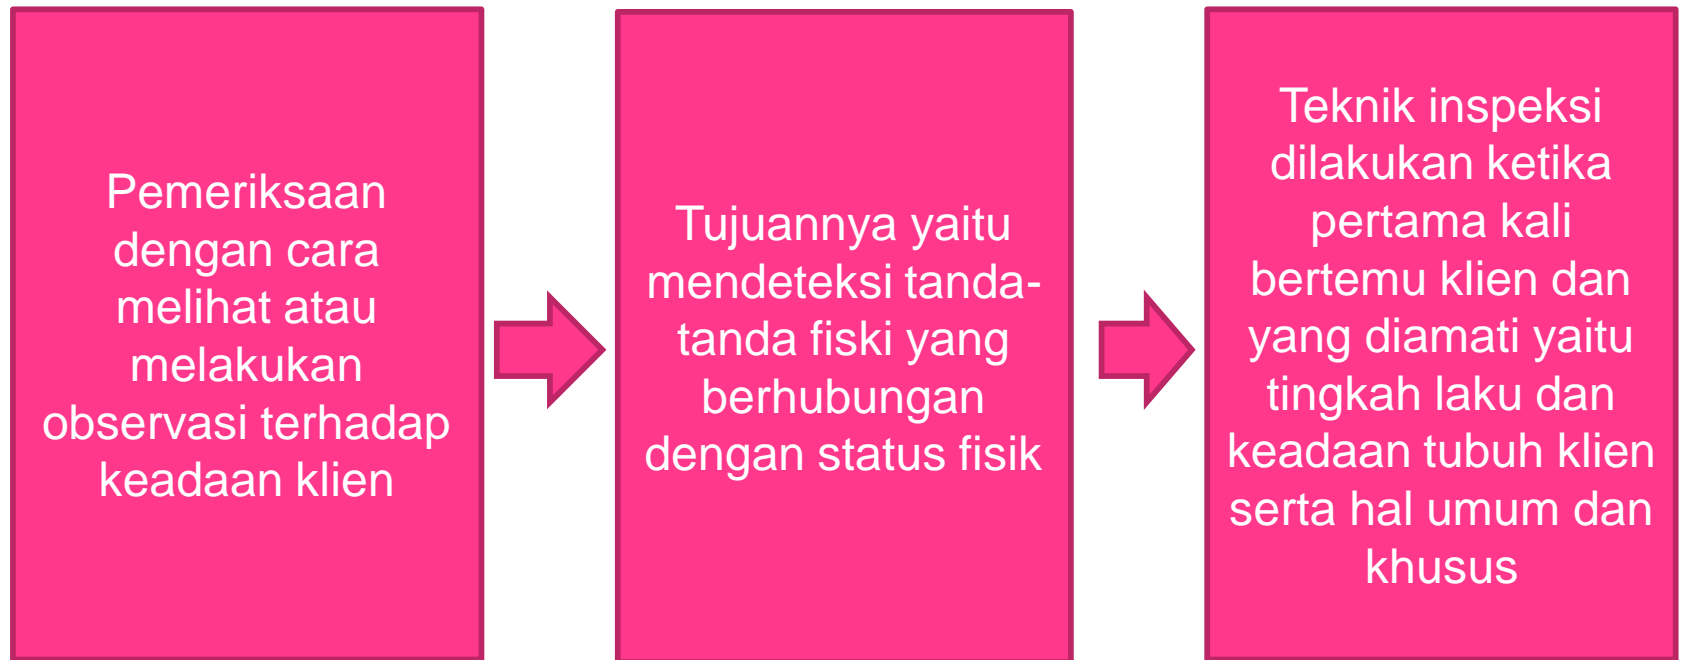 Pemeriksaan
dengan cara
melihat atau
melakukan
observasi terhadap
keadaan klien
Tujuannya yaitu
mendeteksi tanda-
tanda fiski yang
berhubungan
dengan status fisik
Teknik inspeksi
dilakukan ketika
pertama kali
bertemu klien dan
yang diamati yaitu
tingkah laku dan
keadaan tubuh klien
serta hal umum dan
khusus